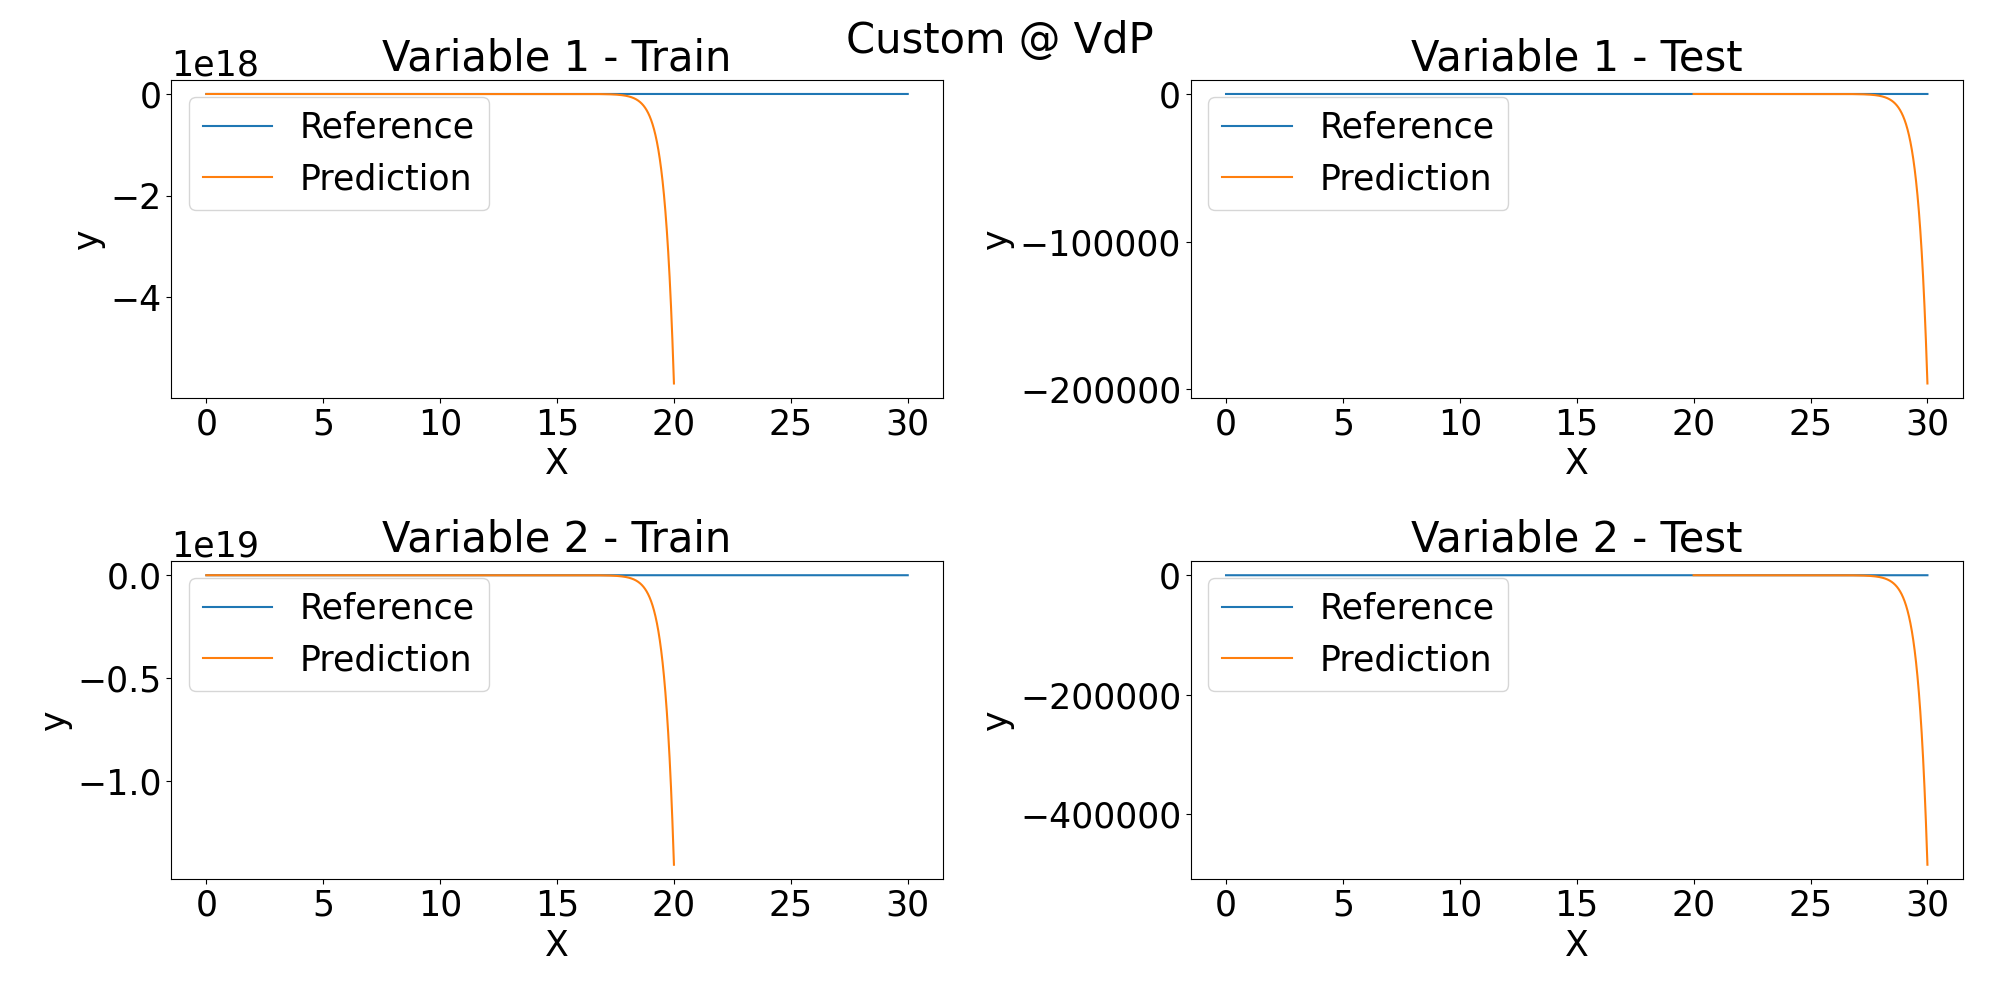 Custom @ VdP
Variable 1 - Train
1e18
0
−2
−4
y
Reference
Prediction
0 5 10 15 20 25 30
X
Variable 1 - Test
0
−100000
−200000
y
Reference
Prediction
0 5 10 15 20 25 30
X
Variable 2 - Train
1e19
0.0
−0.5
−1.0
y
Reference
Prediction
0 5 10 15 20 25 30
X
Variable 2 - Test
0
−200000
−400000
y
Reference
Prediction
0 5 10 15 20 25 30
X